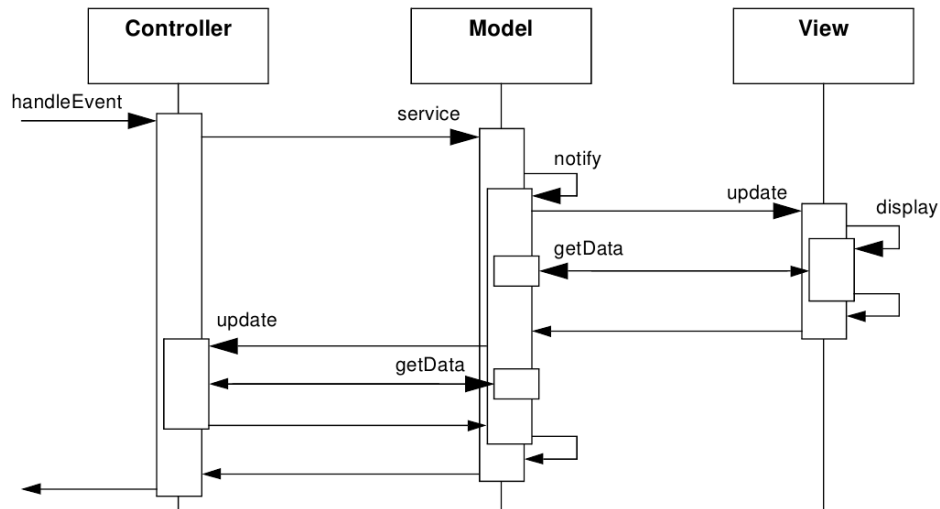 Controller
Model
View
handleEvent
service
notify
update
display
getData
update
getData